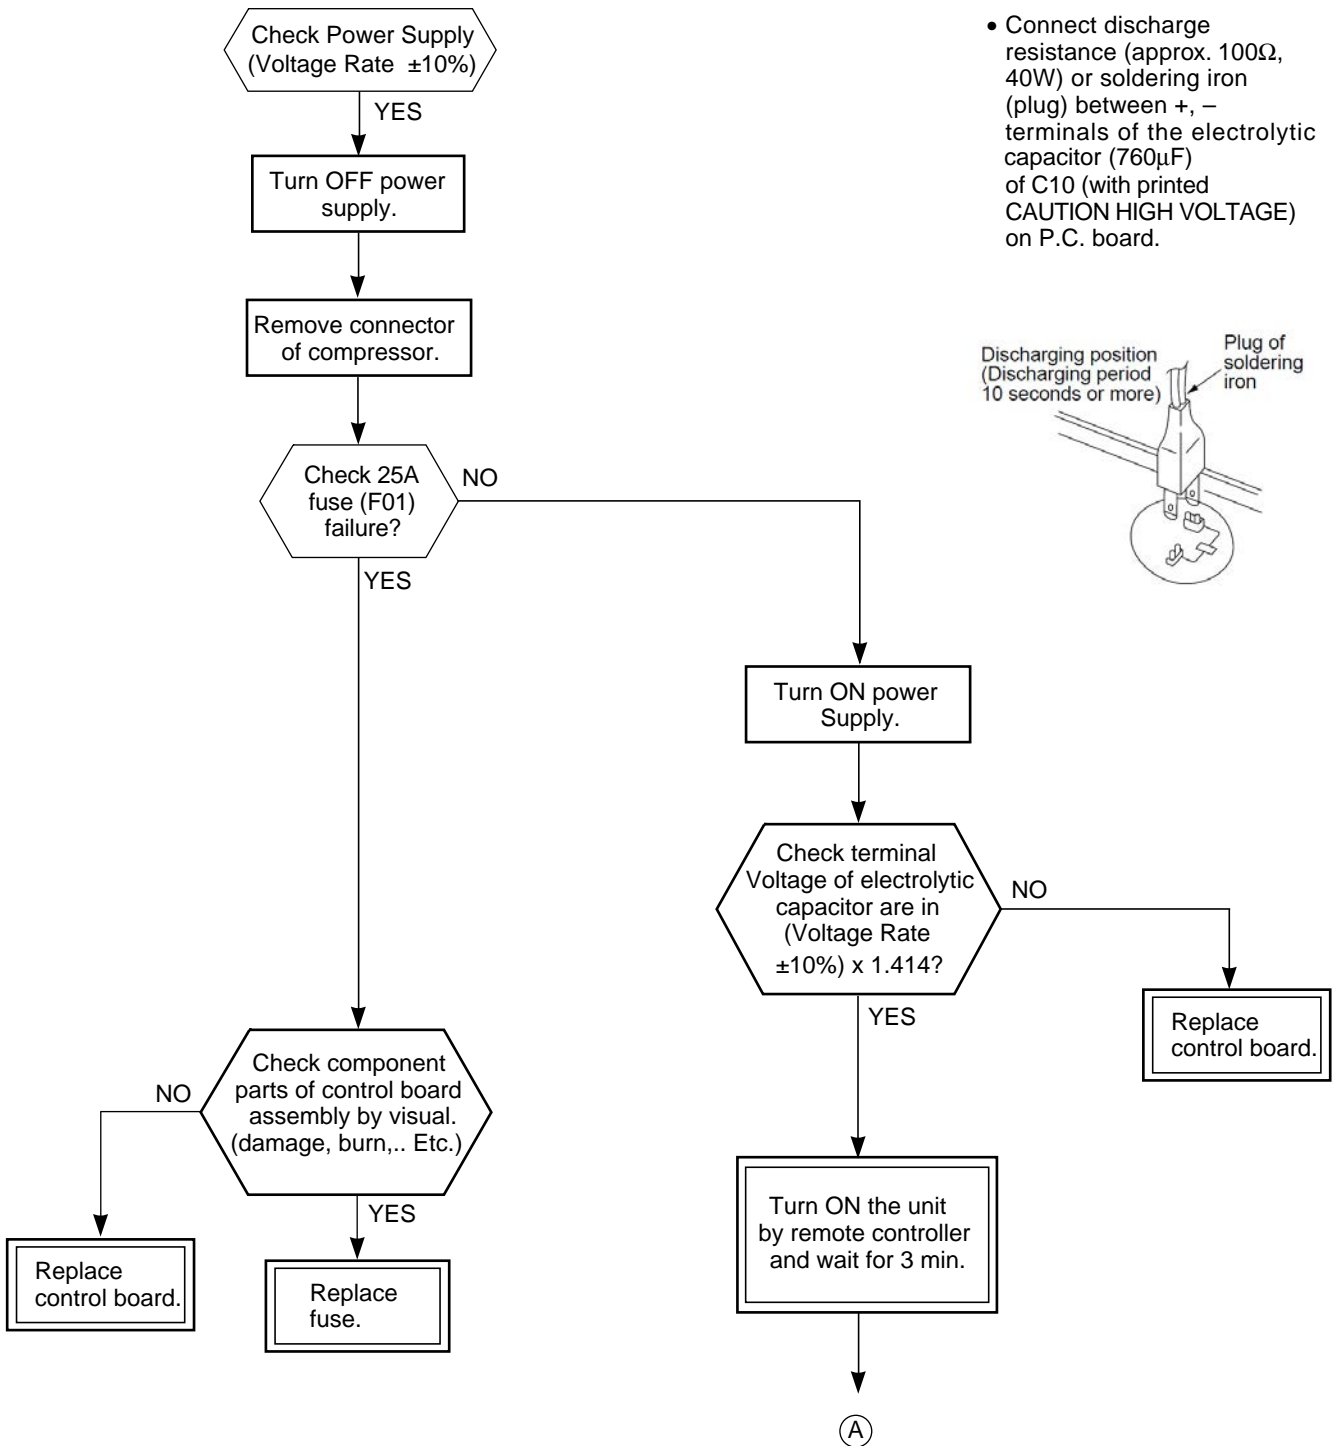 Check Power Supply
(Voltage Rate ±10%)
YES
Turn OFF power
supply.
Remove connector
of compressor.
Check 25A
fuse (F01)
failure?
NO
YES
Turn ON power
Supply.
Check terminal
Voltage of electrolytic
capacitor are in
(Voltage Rate
±10%) x 1.414?
NO
YES
Replace
control board.
Check component
parts of control board
assembly by visual.
(damage, burn,.. Etc.)
NO
YES
Replace
control board.
Replace
fuse.
Turn ON the unit
by remote controller
and wait for 3 min.
A
• Connect discharge
resistance (approx. 100Ω,
40W) or soldering iron
(plug) between +, –
terminals of the electrolytic
capacitor (760μF)
of C10 (with printed
CAUTION HIGH VOLTAGE)
on P.C. board.
Discharging position
(Discharging period
10 seconds or more)
Plug of
soldering
iron